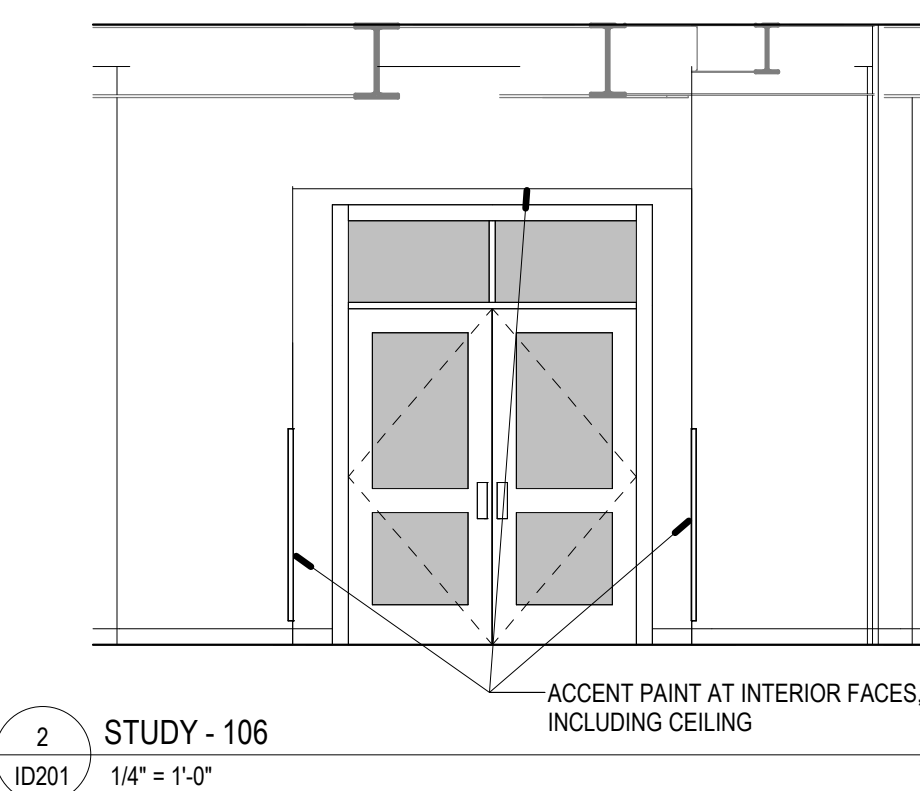 ACCENT PAINT AT INTERIOR FACES,
INCLUDING CEILING
2
STUDY - 106
ID201
1/4" = 1'-0"